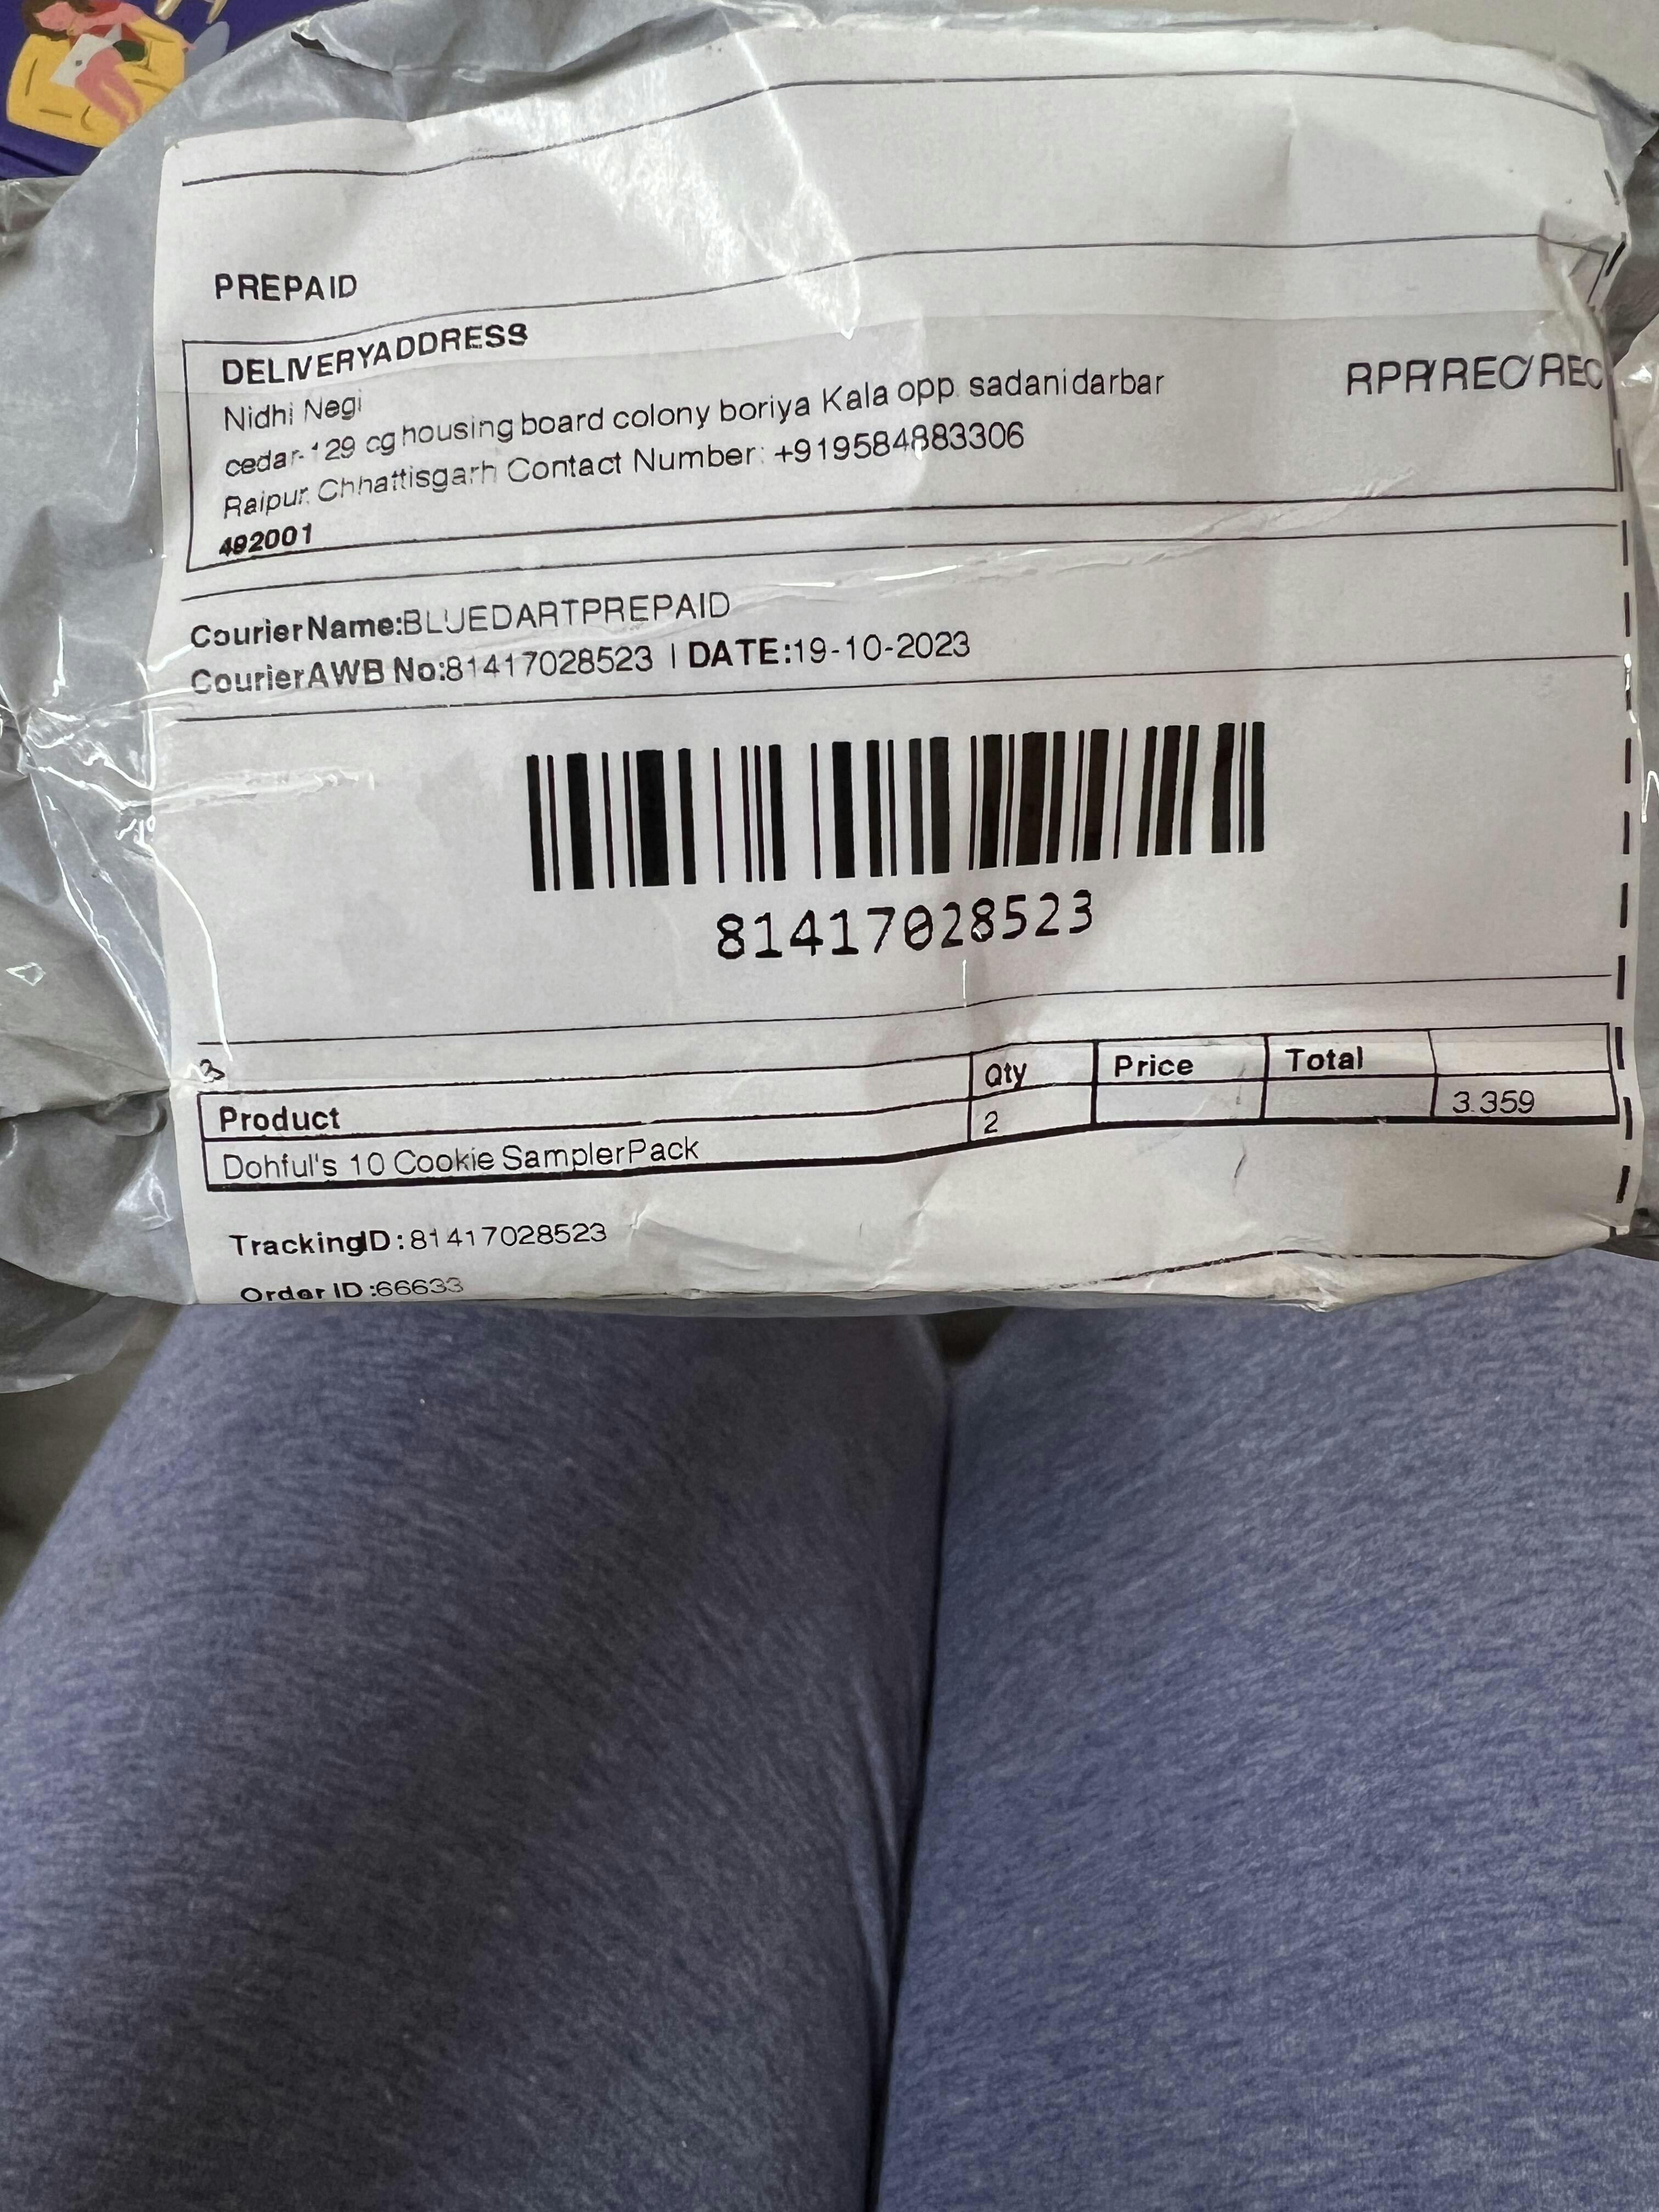 PREPAID
DELIVERYADDRESS
Nidhi Negi
cedar-129 cg housing board colony boriya Kala opp. sadanidarbar
Raipur, Chhattisgarh Contact Number: +919584883306
492001
RPR/REC/REC
CourierName:BLUEDARTPREPAID
CourierAWB No:81417028523 | DATE:19-10-2023
81417028523
3
Product Qty Price Total
Dohful's 10 Cookie SamplerPack 2 3.359
TrackingID:81417028523
Order ID:66633